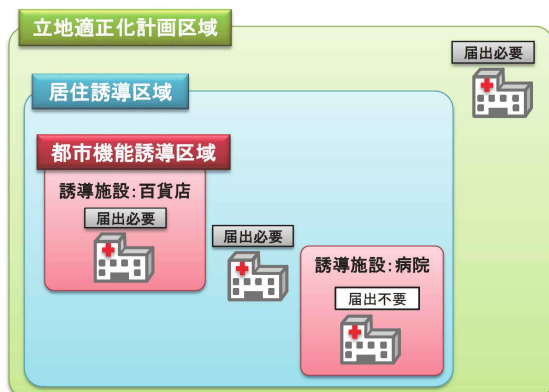 立地適正化計画区域
届出必要
居住誘導区域
都市機能誘導区域
誘導施設:百貨店
届出必要
届出必要
誘導施設:病院
届出不要